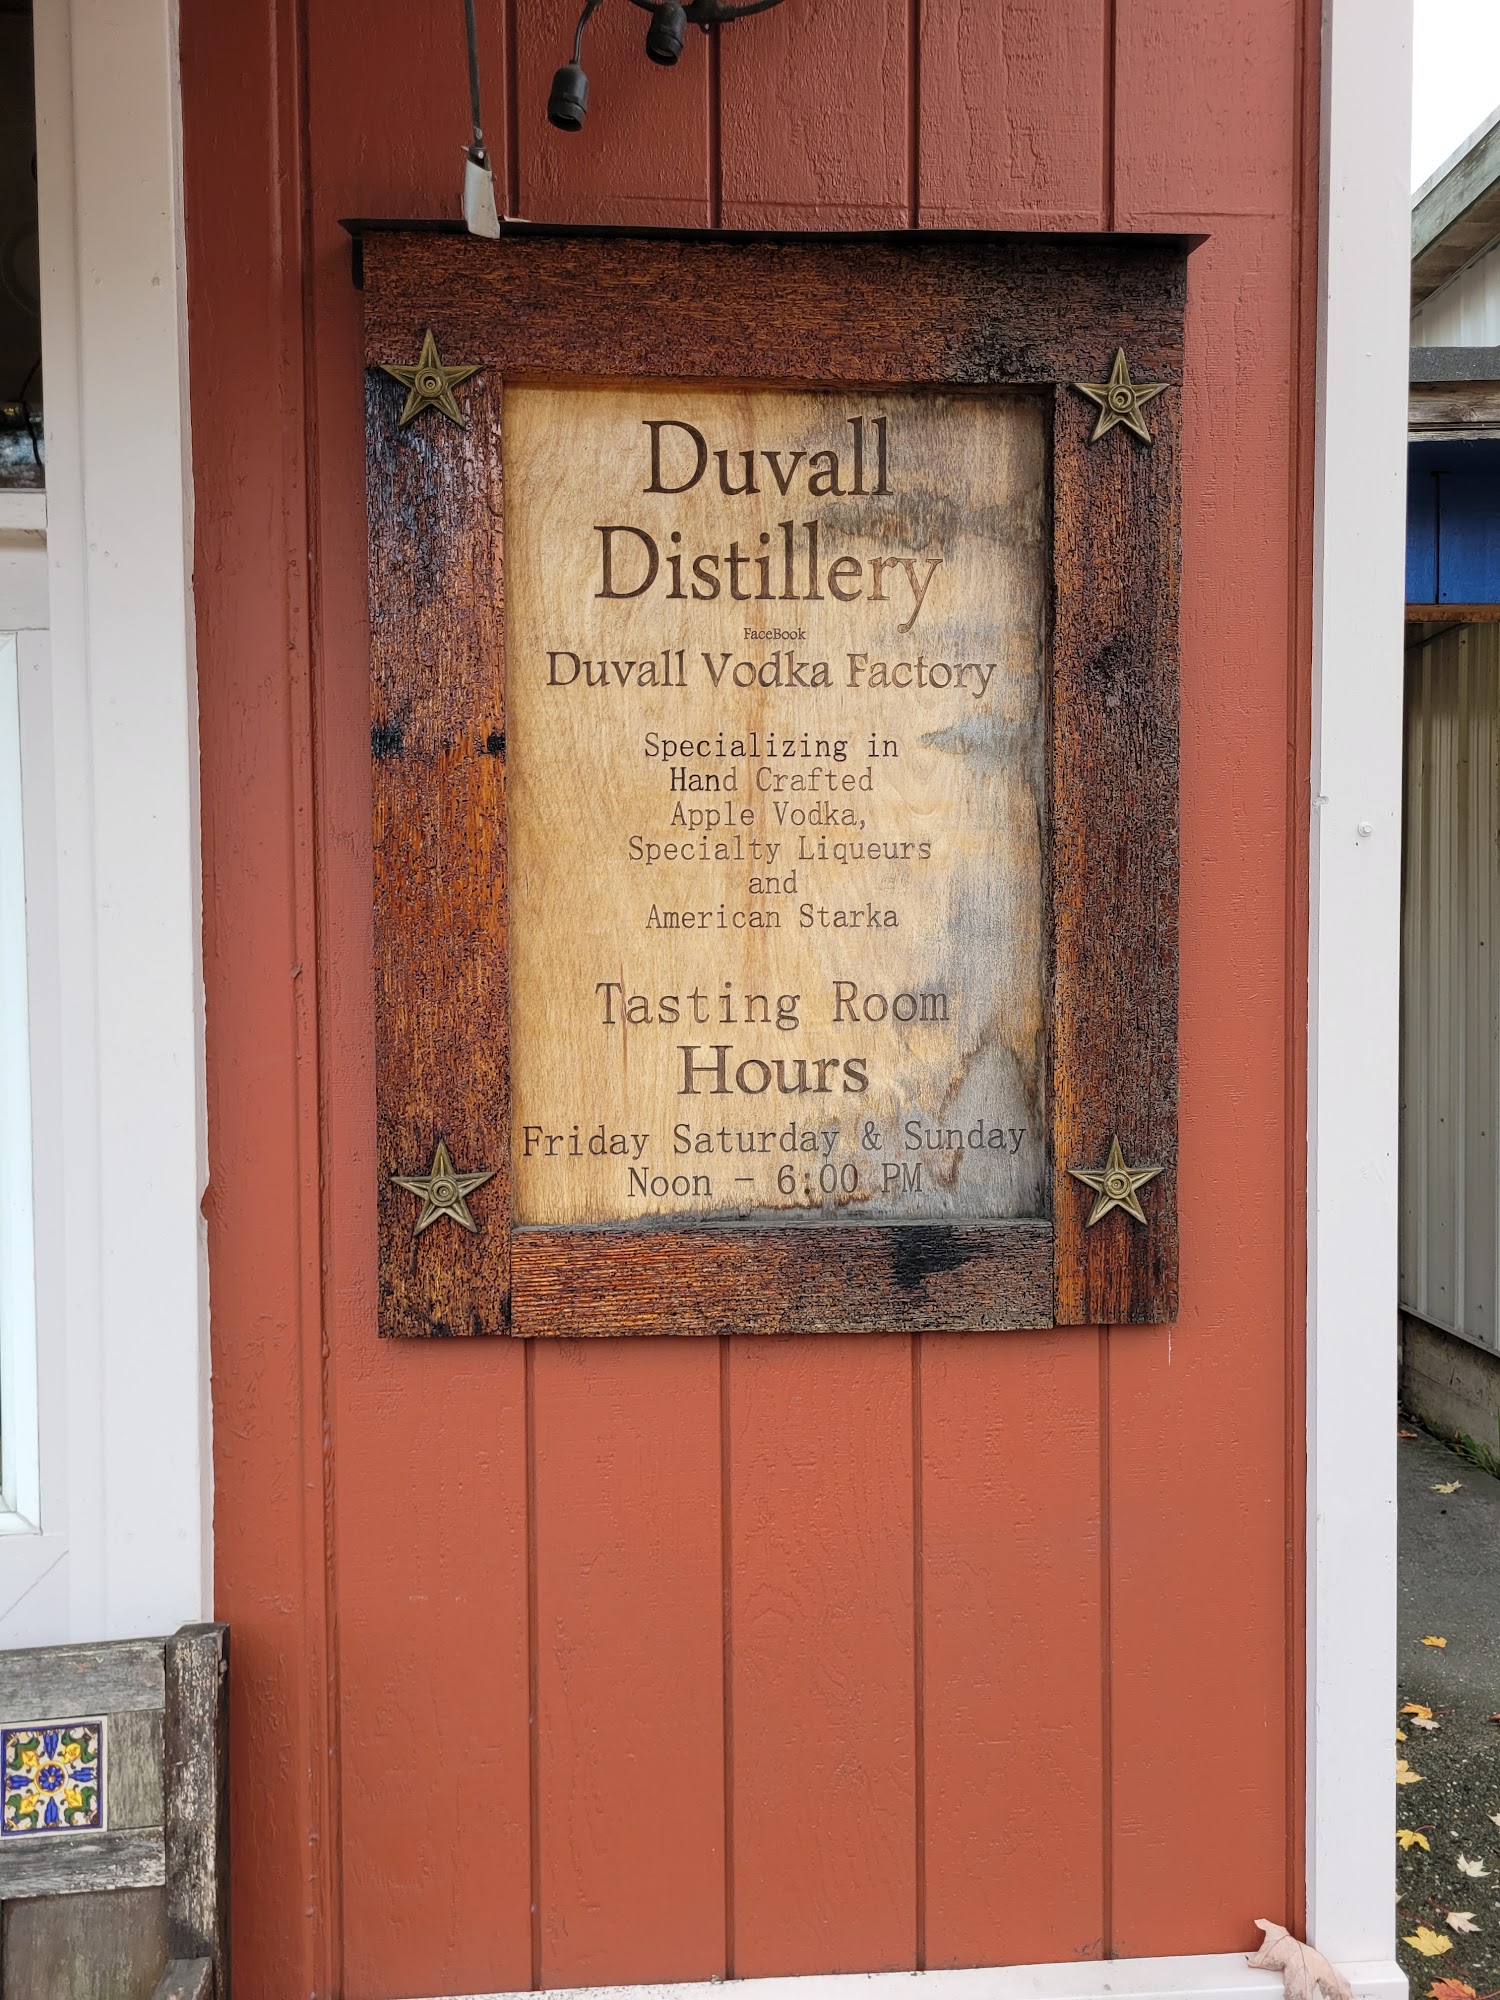 Duvall
Distillery
FaceBook
Duvall Vodka Factory
Specializing in
Hand Crafted
Apple Vodka,
Specialty Liqueurs
and
American Starka
Tasting Room
Hours
Friday Saturday & Sunday
Noon - 6:00 PM